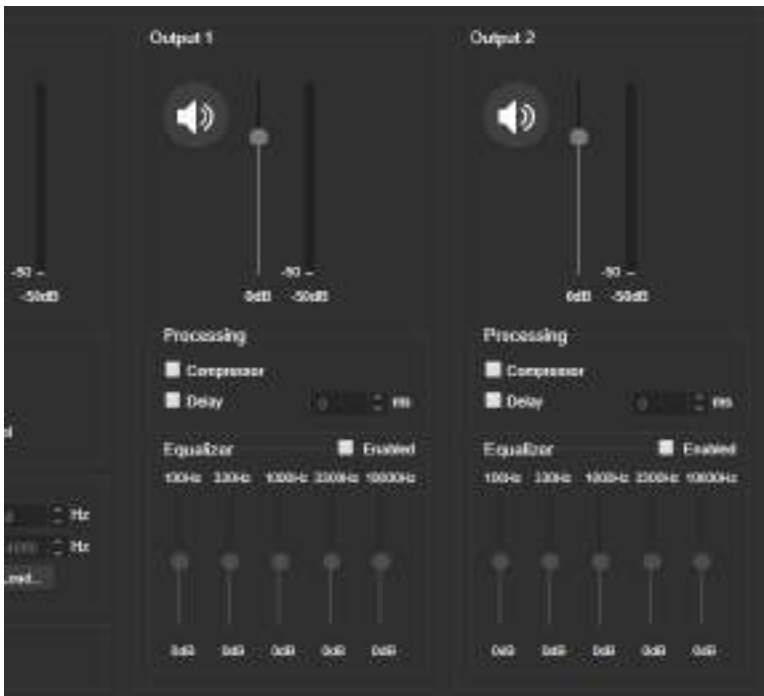 Output 1
Output 2
-50
-50dB
-50
0dB -50dB
-50
0dB -50dB
Processing
Compressor
Delay 0 ms
Equalizer Enabled
100Hz 330Hz 1000Hz 3300Hz 10000Hz
0dB 0dB 0dB 0dB 0dB
Processing
Compressor
Delay 0 ms
Equalizer Enabled
100Hz 330Hz 1000Hz 3300Hz 10000Hz
0dB 0dB 0dB 0dB 0dB
Hz
Hz